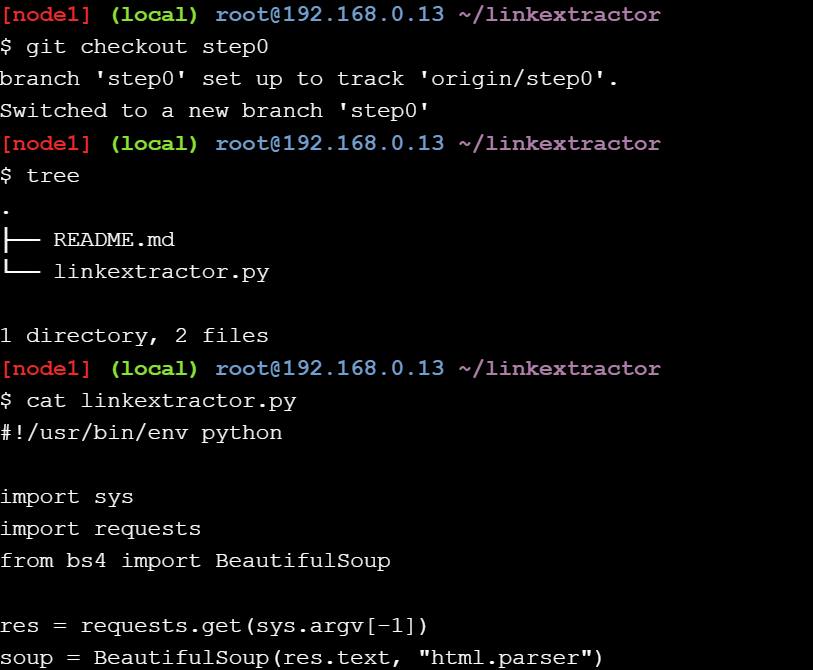 [node1] (local) root@192.168.0.13 ~/linkextractor
$ git checkout step0
branch 'step0' set up to track 'origin/step0'.
Switched to a new branch 'step0'
[node1] (local) root@192.168.0.13 ~/linkextractor
$ tree
.
├── README.md
└── linkextractor.py

1 directory, 2 files
[node1] (local) root@192.168.0.13 ~/linkextractor
$ cat linkextractor.py
#!/usr/bin/env python

import sys
import requests
from bs4 import BeautifulSoup

res = requests.get(sys.argv[-1])
soup = BeautifulSoup(res.text, "html.parser")